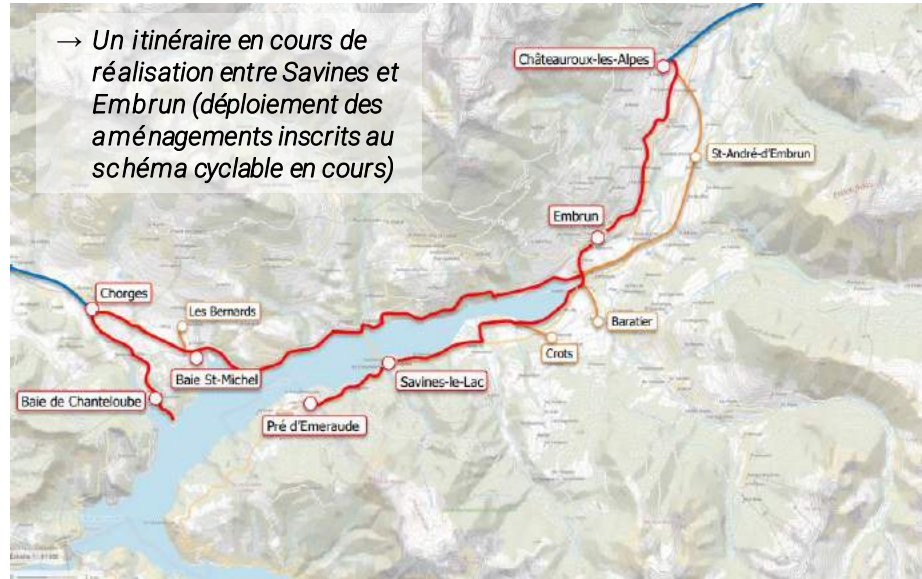 → Un itinéraire en cours de
réalisation entre Savines et
Embrun (déploiement des
aménagements inscrits au
schéma cyclable en cours)
Châteauroux-les-Alpes
St-André-d'Embrun
Embrun
Chorges
Les Bernards
Baratier
Crots
Baie St-Michel
Savines-le-Lac
Baie de Chanteloube
Pré d'Emeraude